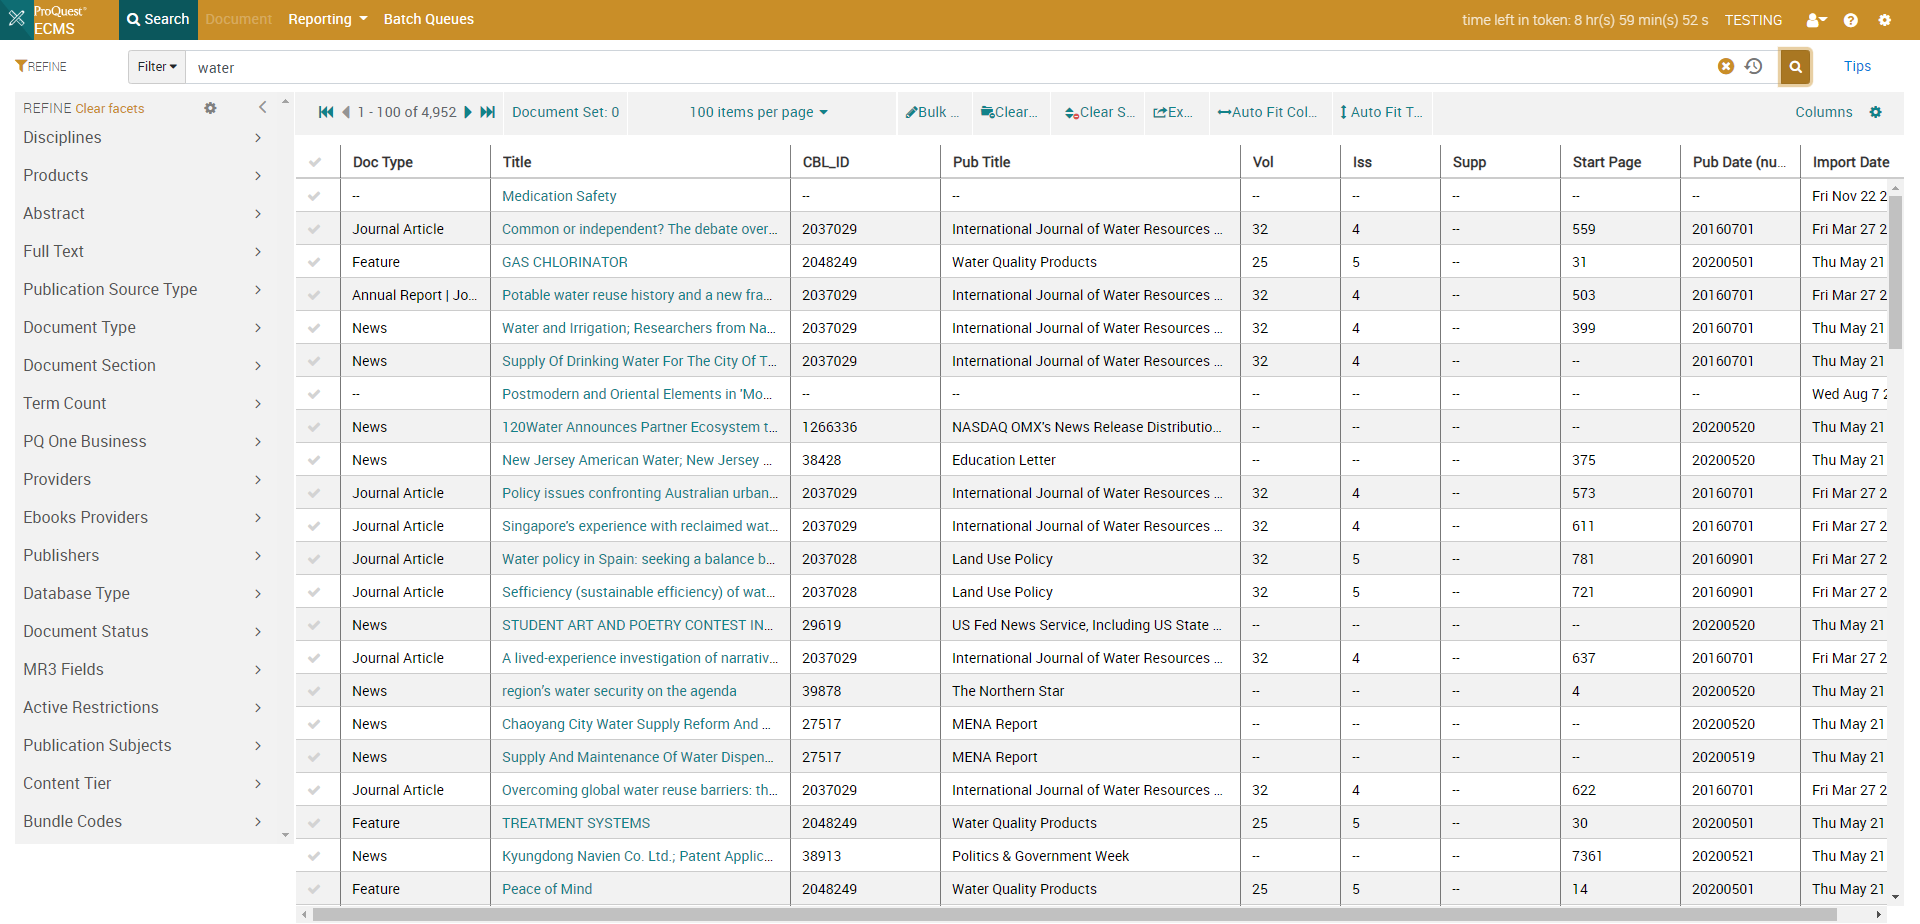 ProQuest®
ECMS
Search Document Reporting Batch Queues time left in token: 8 hr(s) 59 min(s) 52 s TESTING
REFINE Filter water Tips
REFINE Clear facets
1 - 100 of 4,952 Document Set: 0 100 items per page Bulk ... Clear... Clear S... Ex... Auto Fit Col... Auto Fit T... Columns
Disciplines
Products
Abstract
Full Text
Publication Source Type
Document Type
Document Section
Term Count
PQ One Business
Providers
Ebooks Providers
Publishers
Database Type
Document Status
MR3 Fields
Active Restrictions
Publication Subjects
Content Tier
Bundle Codes
Doc Type Title CBL_ID Pub Title Vol Iss Supp Start Page Pub Date (nu... Import Date
-- Medication Safety -- -- -- -- -- -- -- Fri Nov 22 2
Journal Article Common or independent? The debate over... 2037029 International Journal of Water Resources ... 32 4 -- 559 20160701 Fri Mar 27 2
Feature GAS CHLORINATOR 2048249 Water Quality Products 25 5 -- 31 20200501 Thu May 21
Annual Report | Jo... Potable water reuse history and a new fra... 2037029 International Journal of Water Resources ... 32 4 -- 503 20160701 Fri Mar 27 2
News Water and Irrigation; Researchers from Na... 2037029 International Journal of Water Resources ... 32 4 -- 399 20160701 Thu May 21
News Supply Of Drinking Water For The City Of T... 2037029 International Journal of Water Resources ... 32 4 -- -- 20160701 Thu May 21
-- Postmodern and Oriental Elements in 'Mo... -- -- -- -- -- -- -- Wed Aug 7 2
News 120Water Announces Partner Ecosystem t... 1266336 NASDAQ OMX's News Release Distributio... -- -- -- -- 20200520 Thu May 21
News New Jersey American Water; New Jersey ... 38428 Education Letter -- -- -- 375 20200520 Thu May 21
Journal Article Policy issues confronting Australian urban... 2037029 International Journal of Water Resources ... 32 4 -- 573 20160701 Fri Mar 27 2
Journal Article Singapore's experience with reclaimed wat... 2037029 International Journal of Water Resources ... 32 4 -- 611 20160701 Fri Mar 27 2
Journal Article Water policy in Spain: seeking a balance b... 2037028 Land Use Policy 32 5 -- 781 20160901 Fri Mar 27 2
Journal Article Sefficiency (sustainable efficiency) of wat... 2037028 Land Use Policy 32 5 -- 721 20160901 Fri Mar 27 2
News STUDENT ART AND POETRY CONTEST IN... 29619 US Fed News Service, Including US State ... -- -- -- -- 20200520 Thu May 21
Journal Article A lived-experience investigation of narrativ... 2037029 International Journal of Water Resources ... 32 4 -- 637 20160701 Fri Mar 27 2
News region's water security on the agenda 39878 The Northern Star -- -- -- 4 20200520 Thu May 21
News Chaoyang City Water Supply Reform And ... 27517 MENA Report -- -- -- -- 20200520 Thu May 21
News Supply And Maintenance Of Water Dispen... 27517 MENA Report -- -- -- -- 20200519 Thu May 21
Journal Article Overcoming global water reuse barriers: th... 2037029 International Journal of Water Resources ... 32 4 -- 622 20160701 Fri Mar 27 2
Feature TREATMENT SYSTEMS 2048249 Water Quality Products 25 5 -- 30 20200501 Thu May 21
News Kyungdong Navien Co. Ltd.; Patent Applic... 38913 Politics & Government Week -- -- -- 7361 20200521 Thu May 21
Feature Peace of Mind 2048249 Water Quality Products 25 5 -- 14 20200501 Thu May 21